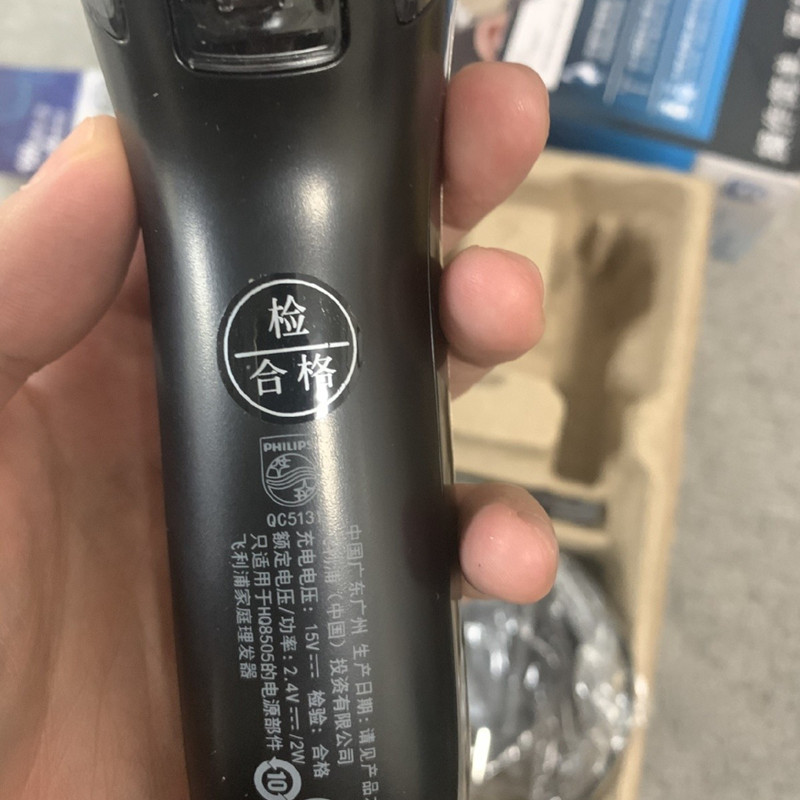 检
合格
PHILIPS
QC513
中国广东广州 生产日期：请见产品
利浦（中国）投资有限公司
充电电压：15V⎓ 检验：合格
额定电压/功率：2.4V⎓/2W
只适用于HQ8505的电源部件
飞利浦家庭理发器
10